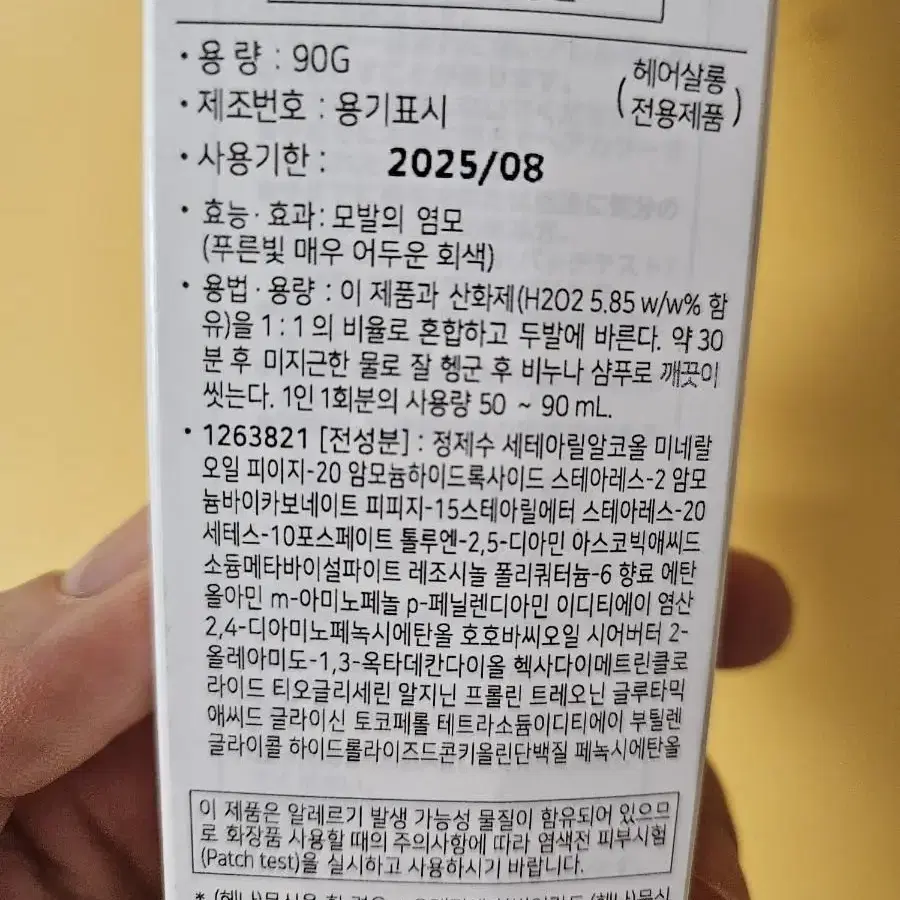 · 용 량 : 90G
(헤어살롱
전용제품)
· 제조번호 : 용기표시
· 사용기한 : 2025/08
· 효능·효과: 모발의 염모
(푸른빛 매우 어두운 회색)
· 용법·용량 : 이 제품과 산화제(H2O2 5.85 w/w% 함
유)을 1 : 1 의 비율로 혼합하고 두발에 바른다. 약 30
분 후 미지근한 물로 잘 헹군 후 비누나 샴푸로 깨끗이
씻는다. 1인 1회분의 사용량 50 ~ 90 mL.
· 1263821 [전성분] : 정제수 세테아릴알코올 미네랄
오일 피이지-20 암모늄하이드록사이드 스테아레스-2 암모
늄바이카보네이트 피피지-15스테아릴에터 스테아레스-20
세테스-10포스페이트 톨루엔-2,5-디아민 아스코빅애씨드
소듐메타바이설파이트 레조시놀 폴리쿼터늄-6 향료 에탄
올아민 m-아미노페놀 p-페닐렌디아민 이디티에이 염산
2,4-디아미노페녹시에탄올 호호바씨오일 시어버터 2-
올레아미도-1,3-옥타데칸다이올 헥사다이메트린클로
라이드 티오글리세린 알지닌 프롤린 트레오닌 글루타믹
애씨드 글라이신 토코페롤 테트라소듐이디티에이 부틸렌
글라이콜 하이드롤라이즈드콘키올린단백질 페녹시에탄올
이 제품은 알레르기 발생 가능성 물질이 함유되어 있으므
로 화장품 사용할 때의 주의사항에 따라 염색전 피부시험
(Patch test)을 실시하고 사용하시기 바랍니다.